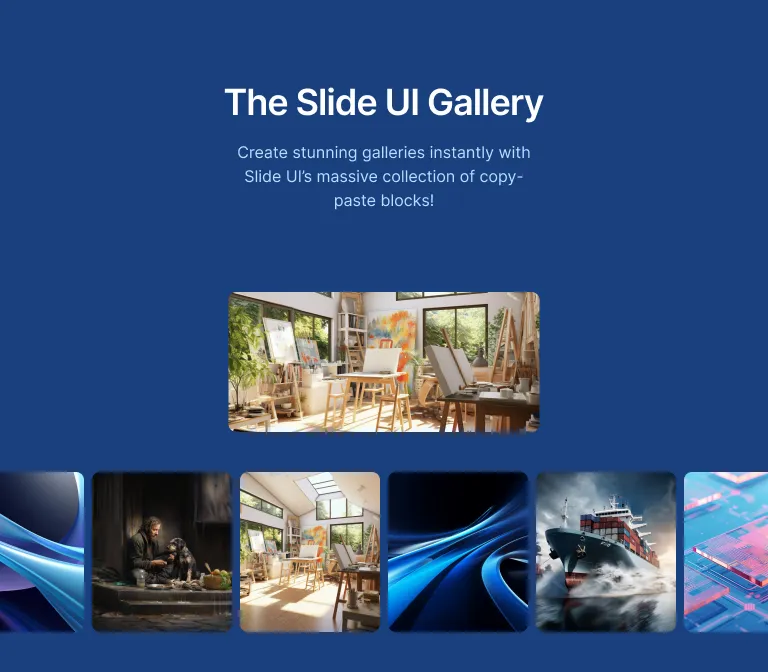 The Slide UI Gallery
Create stunning galleries instantly with
Slide UI’s massive collection of copy-
paste blocks!